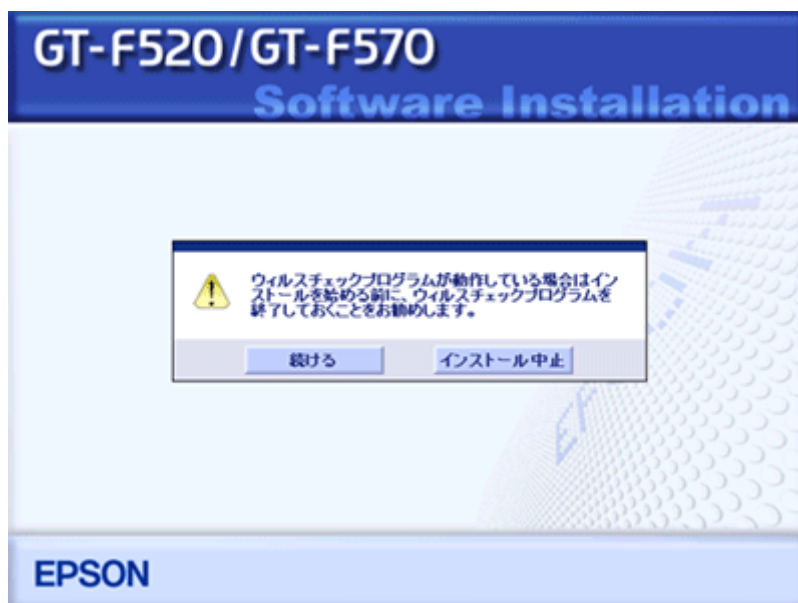 GT-F520/GT-F570
Software Installation
ウィルスチェックプログラムが動作している場合はイン
ストールを始める前に、ウィルスチェックプログラムを
終了しておくことをお勧めします。
続ける
インストール中止
EPSON